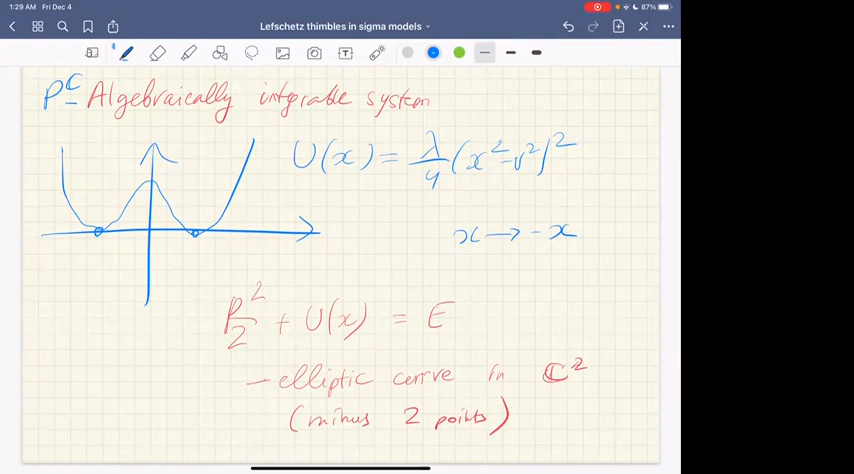 1:29 AM Fri Dec 4
87%
Lefschetz thimbles in sigma models
P^C Algebraically integrable system
U(x) = λ/4 (x² - v²)²
x → -x
p²/2 + U(x) = E
- elliptic curve in ℂ²
(minus 2 points)